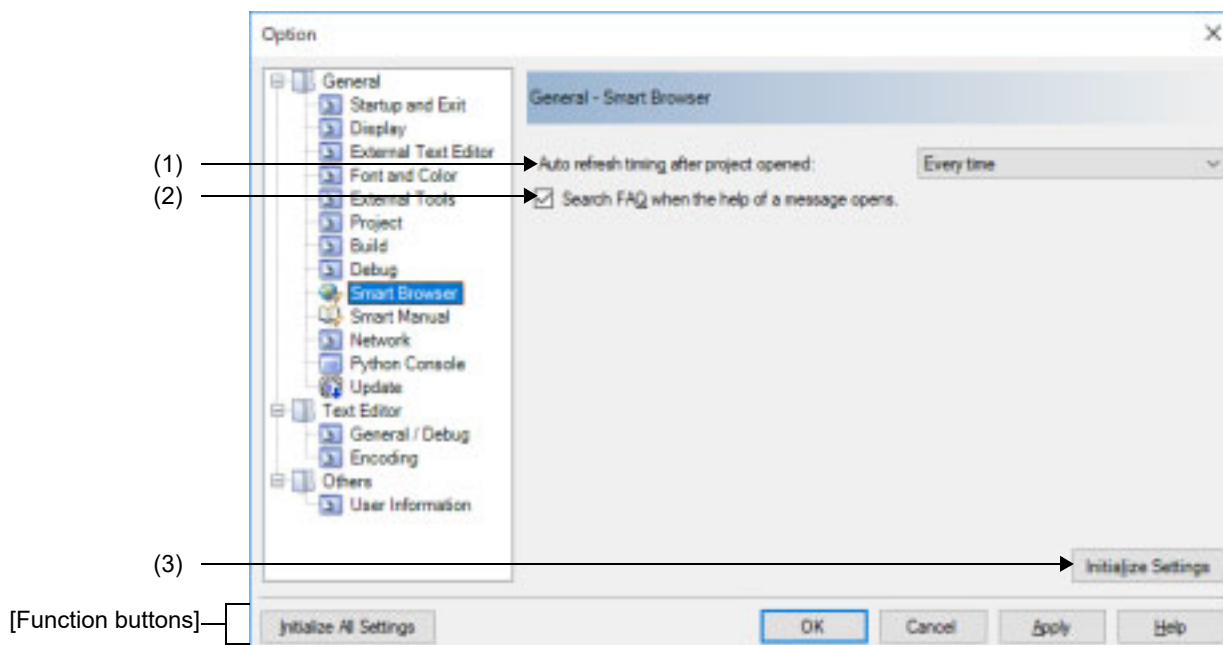 Option
General
Startup and Exit
Display
External Text Editor
Font and Color
External Tools
Project
Build
Debug
Smart Browser
Smart Manual
Network
Python Console
Update
Text Editor
General / Debug
Encoding
Others
User Information
General - Smart Browser
(1)
Auto refresh timing after project opened:
Every time
(2)
Search FAQ when the help of a message opens.
(3)
Initialize Settings
[Function buttons]
Initialize All Settings
OK
Cancel
Apply
Help